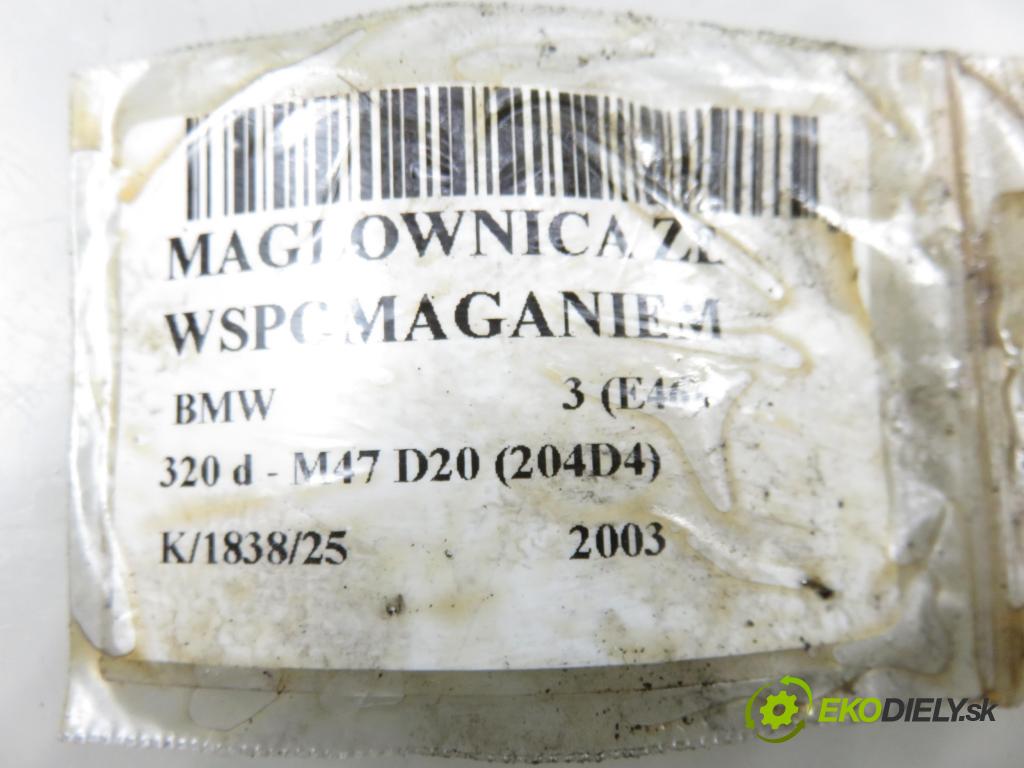 MAGLOWNICA ZE
WSPOMAGANIEM
BMW 3 (E46)
320 d - M47 D20 (204D4)
K/1838/25 2003
EKODIELY.sk